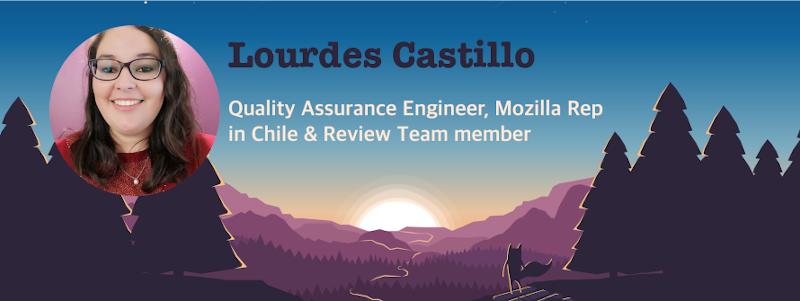 Lourdes Castillo
Quality Assurance Engineer, Mozilla Rep
in Chile & Review Team member